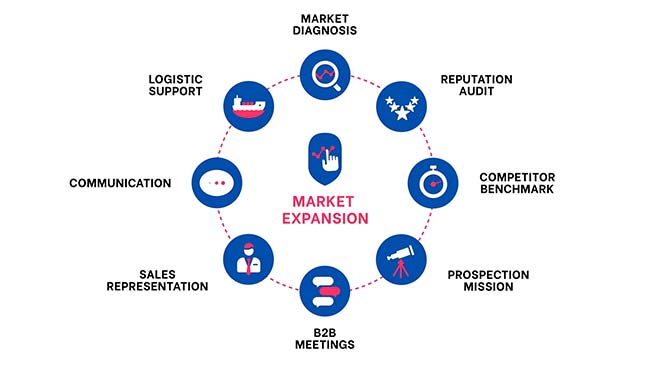 MARKET
DIAGNOSIS
REPUTATION
AUDIT
COMPETITOR
BENCHMARK
PROSPECTION
MISSION
B2B
MEETINGS
SALES
REPRESENTATION
COMMUNICATION
LOGISTIC
SUPPORT
MARKET
EXPANSION